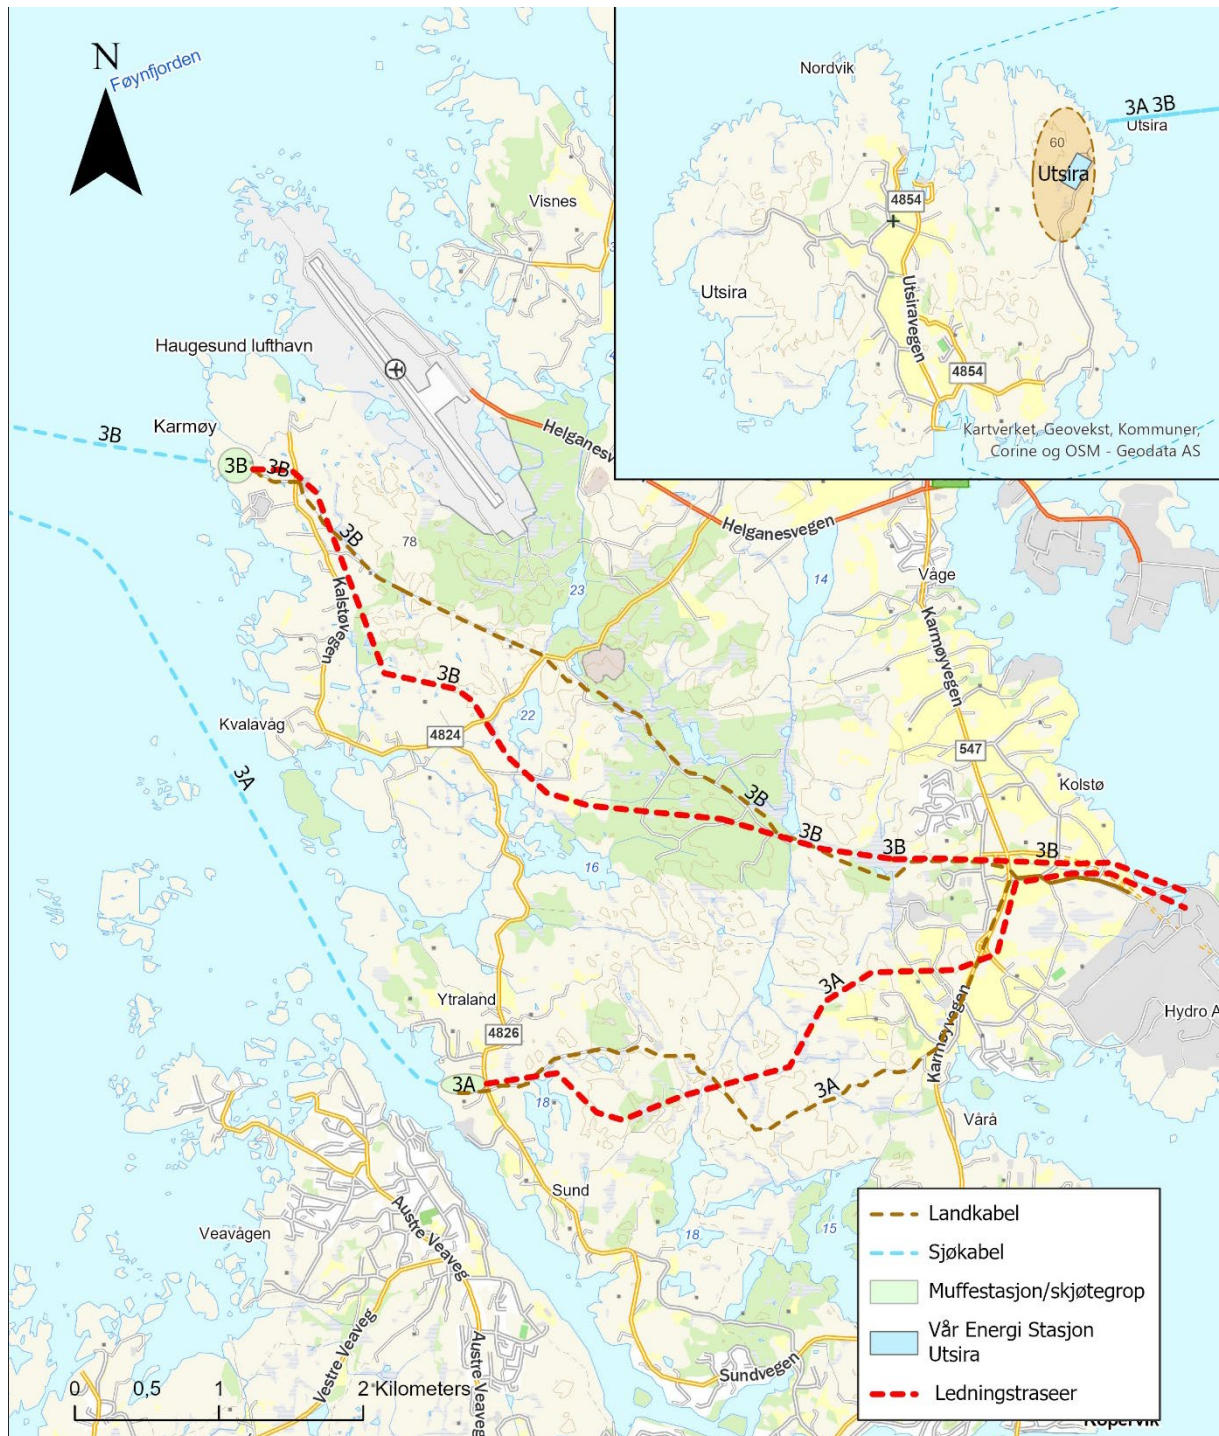 N
Føynfjorden
Visnes
Haugesund lufthavn
Karmøy
3B
3B
3B
3B
78
Helganesv
Helganesvegen
Våge
14
23
Kalstøvegen
3B
Karmøyvegen
22
4824
Kvalavåg
3A
547
Kolstø
3B
3B
3B
3B
16
Ytraland
4826
3A
3A
3A
18
Karmøyvegen
Hydro A
Vårå
Sund
18
15
Veavågen
Austre Veaveg
Vestre Veaveg
Austre Veaveg
Sundvegen
Kopervik
0 0,5 1 2 Kilometers
Nordvik
3A 3B
Utsira
60
Utsira
4854
Utsira
Utsiravegen
4854
Kartverket, Geovekst, Kommuner,
Corine og OSM - Geodata AS
Landkabel
Sjøkabel
Muffestasjon/skjøtegrop
Vår Energi Stasjon
Utsira
Ledningstraseer